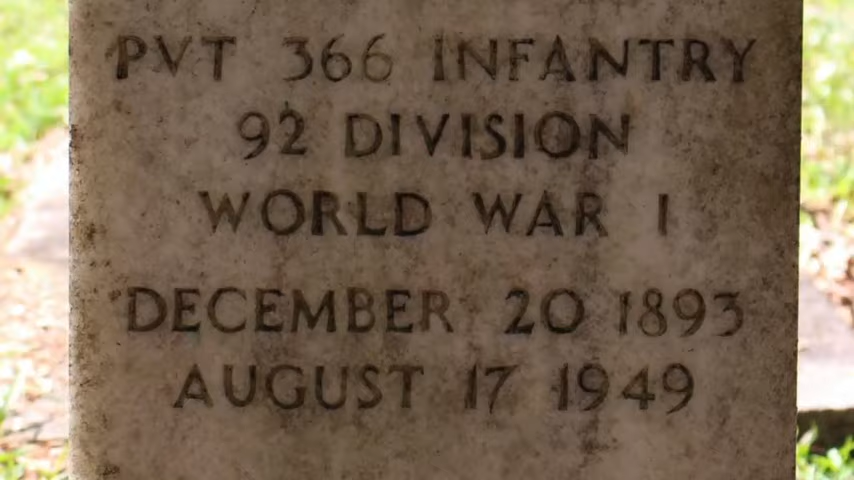 PVT 366 INFANTRY
92 DIVISION
WORLD WAR I
DECEMBER 20 1893
AUGUST 17 1949